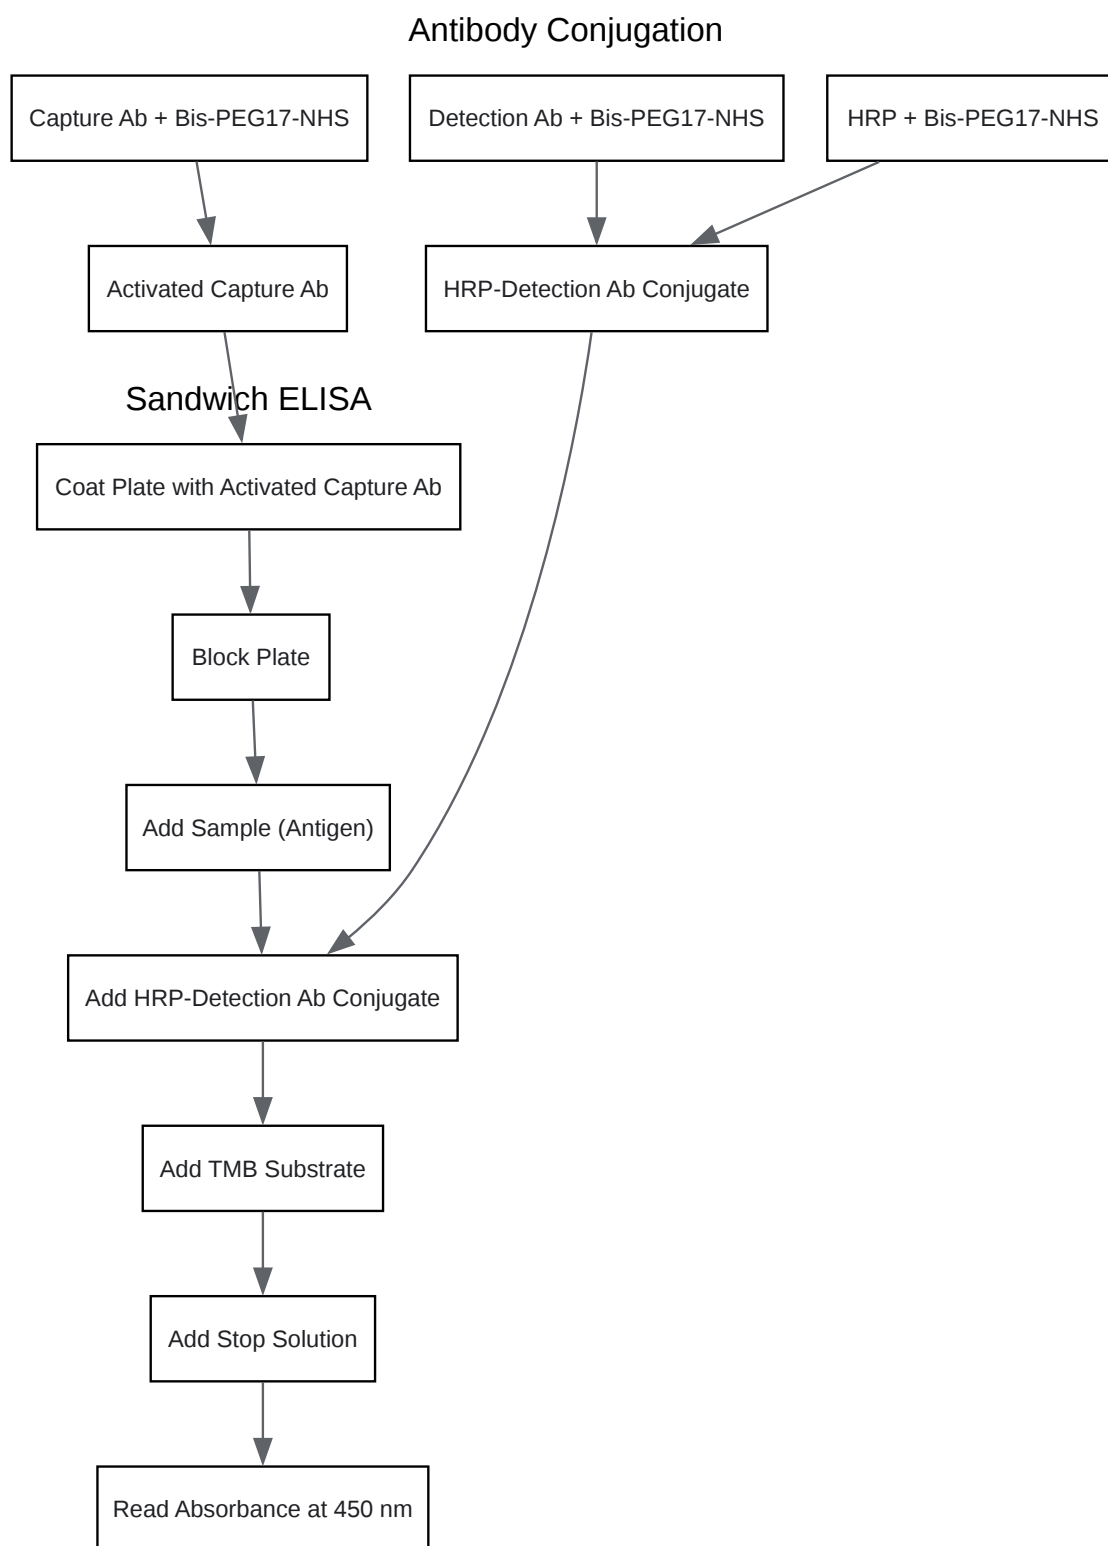 Antibody Conjugation
Capture Ab + Bis-PEG17-NHS
Detection Ab + Bis-PEG17-NHS
HRP + Bis-PEG17-NHS
Activated Capture Ab
HRP-Detection Ab Conjugate
Sandwich ELISA
Coat Plate with Activated Capture Ab
Block Plate
Add Sample (Antigen)
Add HRP-Detection Ab Conjugate
Add TMB Substrate
Add Stop Solution
Read Absorbance at 450 nm